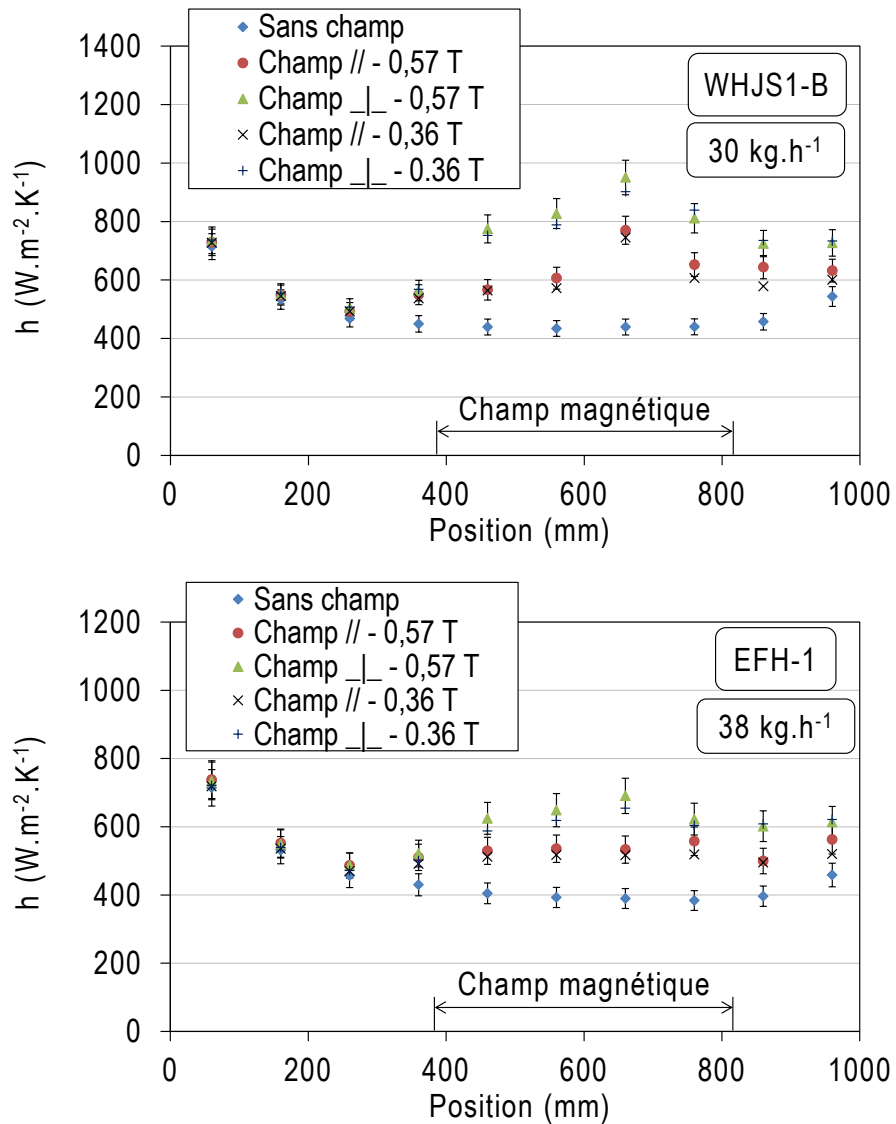 Sans champ
Champ // - 0,57 T
Champ _|_ - 0,57 T
Champ // - 0,36 T
Champ _|_ - 0.36 T
WHJS1-B
30 kg.h-1
h (W.m-2.K-1)
1400
1200
1000
800
600
400
200
0
Champ magnétique
0 200 400 600 800 1000
Position (mm)
Sans champ
Champ // - 0,57 T
Champ _|_ - 0,57 T
Champ // - 0,36 T
Champ _|_ - 0.36 T
EFH-1
38 kg.h-1
h (W.m-2.K-1)
1200
1000
800
600
400
200
0
Champ magnétique
0 200 400 600 800 1000
Position (mm)